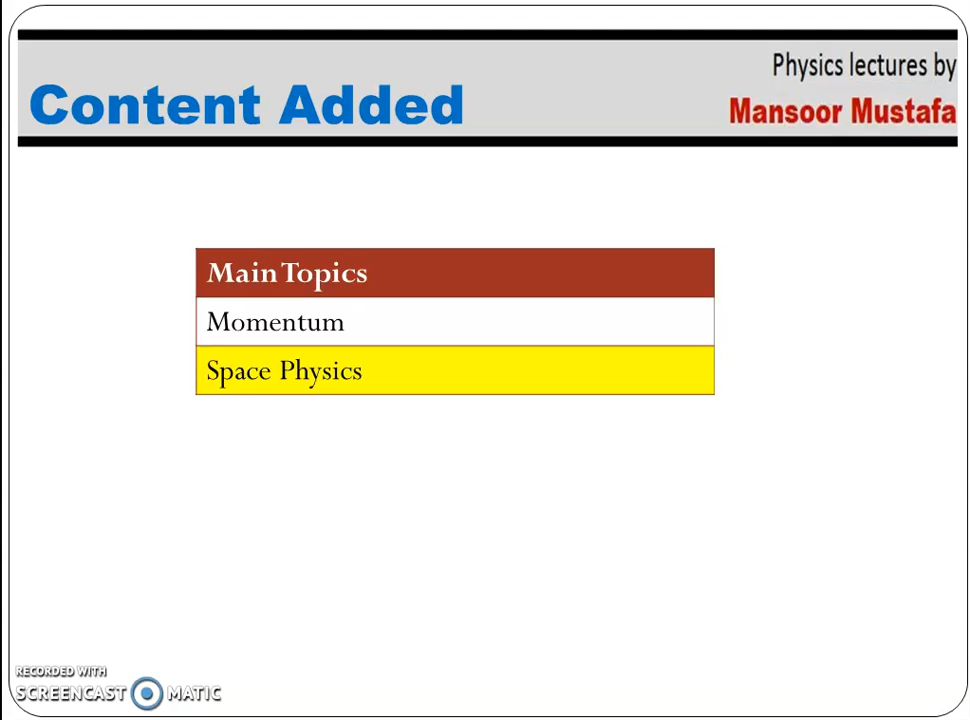 Physics lectures by
Content Added
Mansoor Mustafa
Main Topics
Momentum
Space Physics
RECORDED WITH
SCREENCAST MATIC